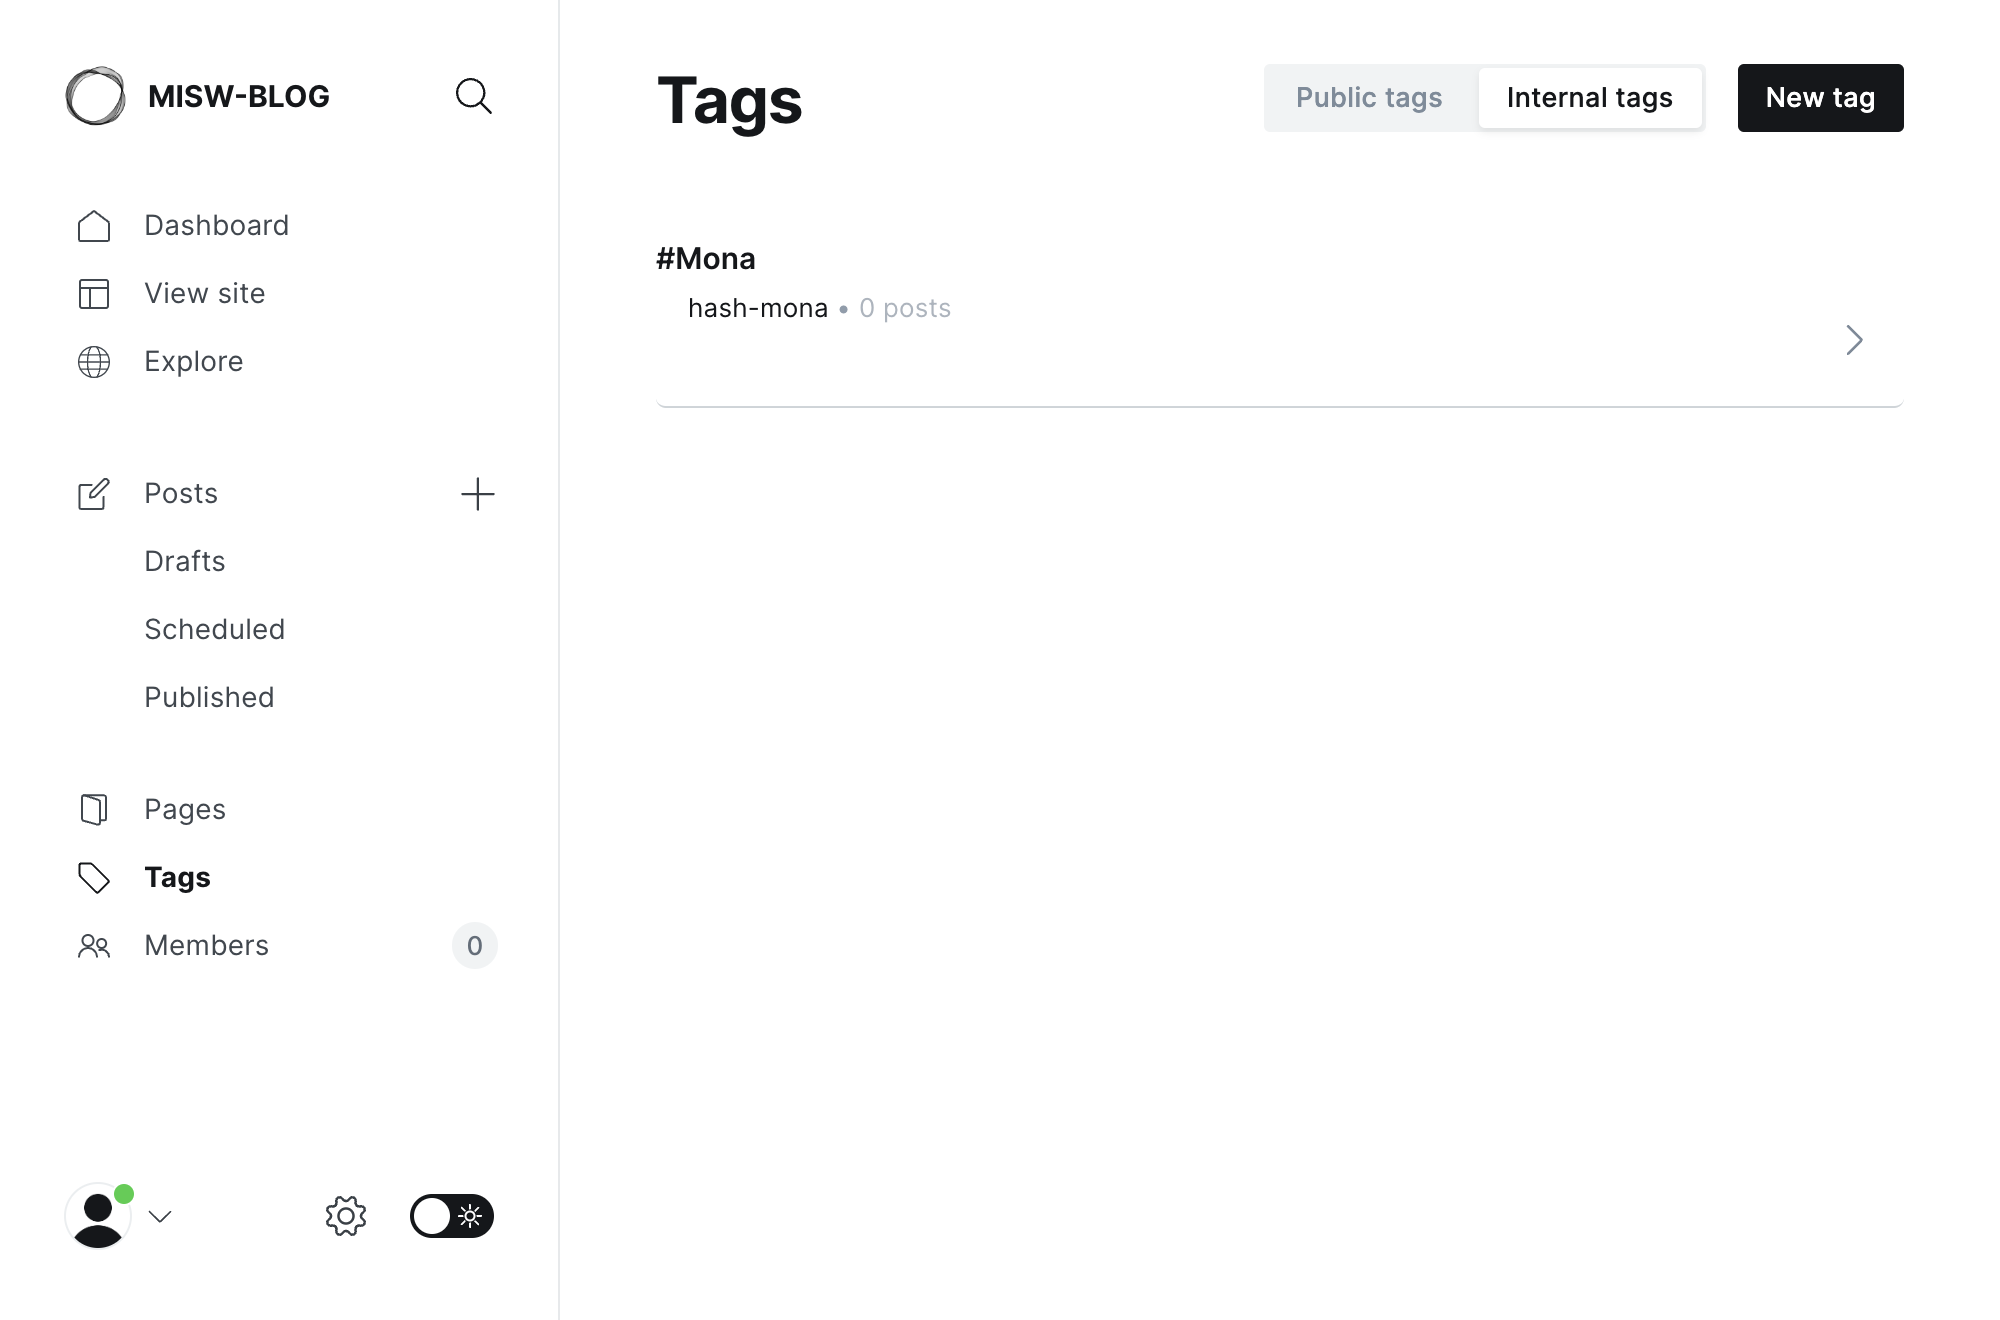 MISW-BLOG
Dashboard
View site
Explore
Posts
Drafts
Scheduled
Published
Pages
Tags
Members 0
Tags
Public tags Internal tags New tag
#Mona
hash-mona • 0 posts